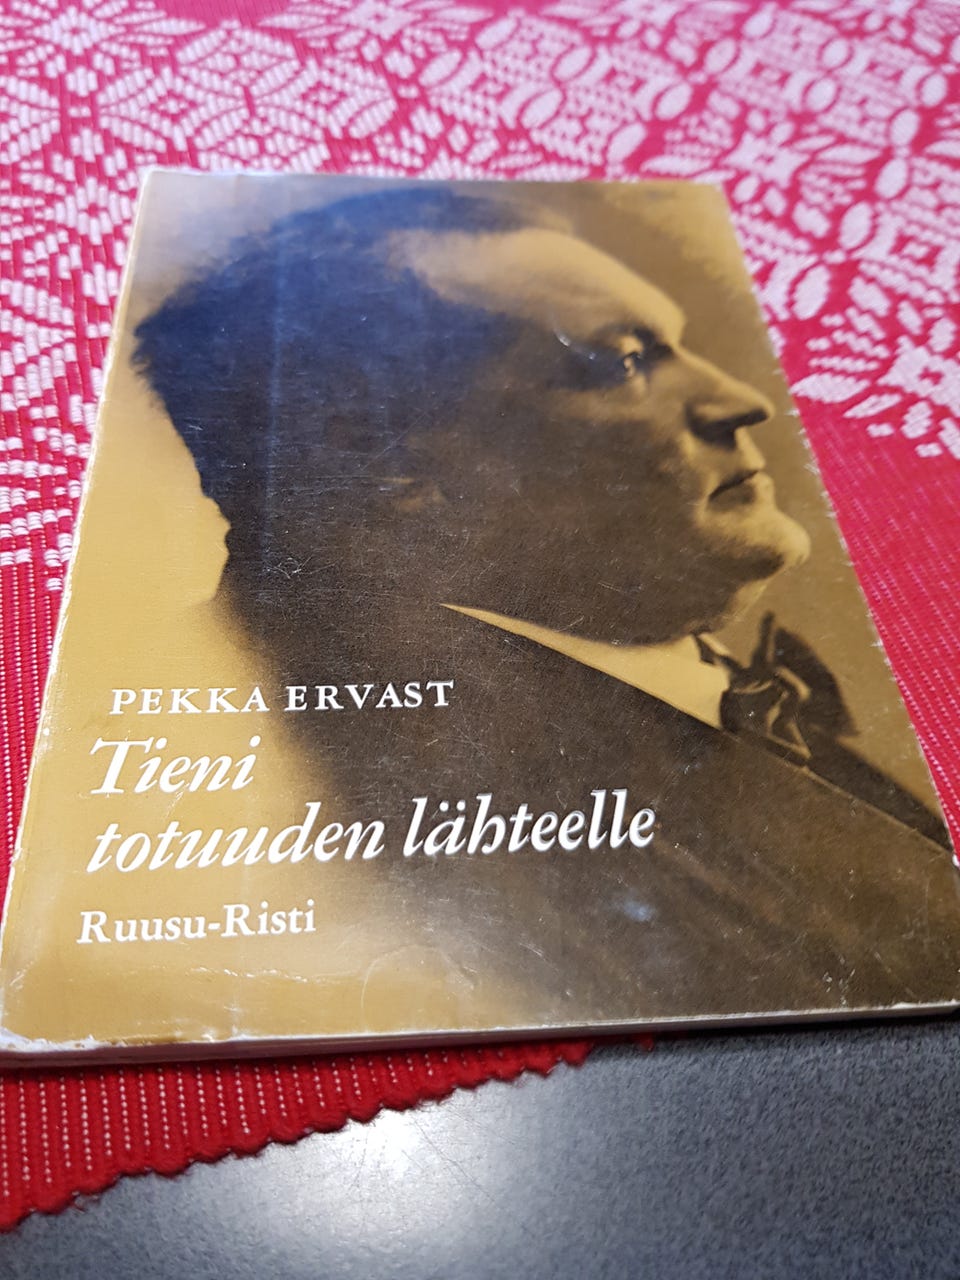 PEKKA ERVAST
Tieni
totuuden lähteelle
Ruusu-Risti